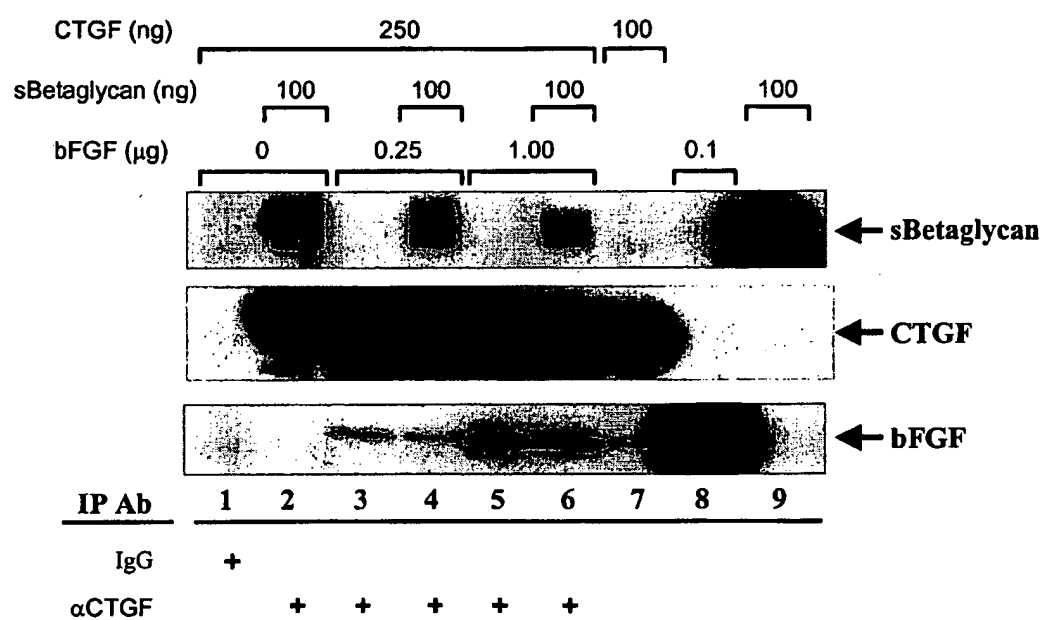 CTGF (ng) 250 100
sBetaglycan (ng) 100 100 100 100
bFGF (μg) 0 0.25 1.00 0.1
sBetaglycan
CTGF
bFGF
IP Ab 1 2 3 4 5 6 7 8 9
IgG +
αCTGF + + + + +